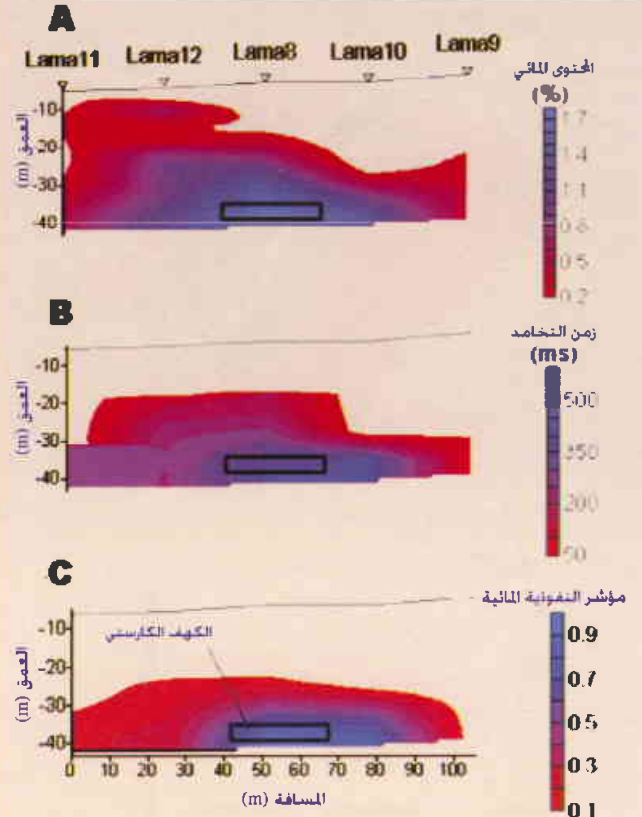 A
Lama11 Lama12 Lama8 Lama10 Lama9
المحتوى المائي
(%)
1.7
1.4
1.1
0.8
0.5
0.2
-10
-20
-30
-40
العمق (m)
B
زمن التخامد
(ms)
500
350
200
50
-10
-20
-30
-40
العمق (m)
C
مؤشر النفوذية المائية
0.9
0.7
0.5
0.3
0.1
الكهف الكارستي
-10
-20
-30
-40
العمق (m)
0 10 20 30 40 50 60 70 80 90 100
المسافة (m)